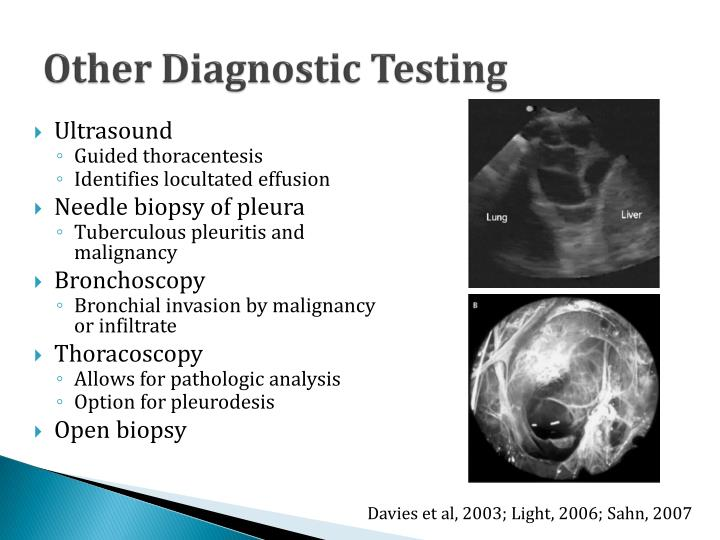 Other Diagnostic Testing
Ultrasound
Guided thoracentesis
Identifies locultated effusion
Needle biopsy of pleura
Tuberculous pleuritis and
malignancy
Bronchoscopy
Bronchial invasion by malignancy
or infiltrate
Thoracoscopy
Allows for pathologic analysis
Option for pleurodesis
Open biopsy
Lung
Liver
B
Davies et al, 2003; Light, 2006; Sahn, 2007